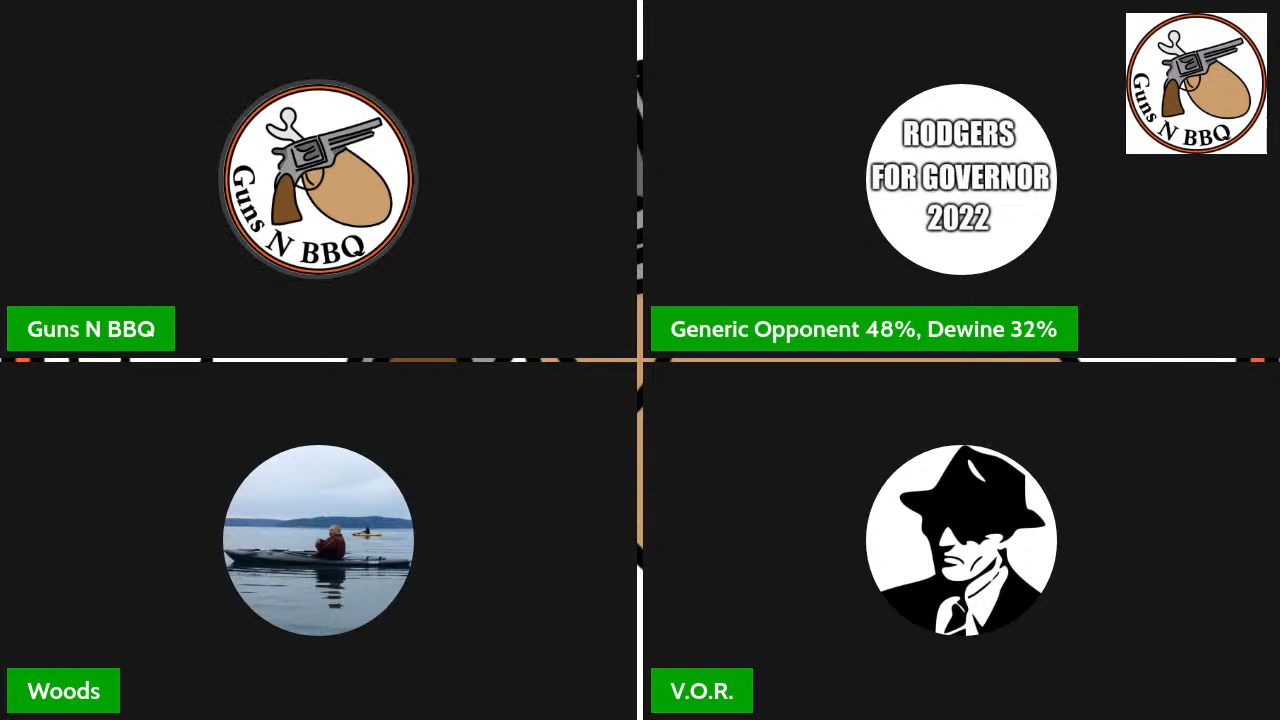 Guns N BBQ
RODGERS
FOR GOVERNOR
2022
Guns N BBQ
Guns N BBQ
Generic Opponent 48%, Dewine 32%
Woods
V.O.R.